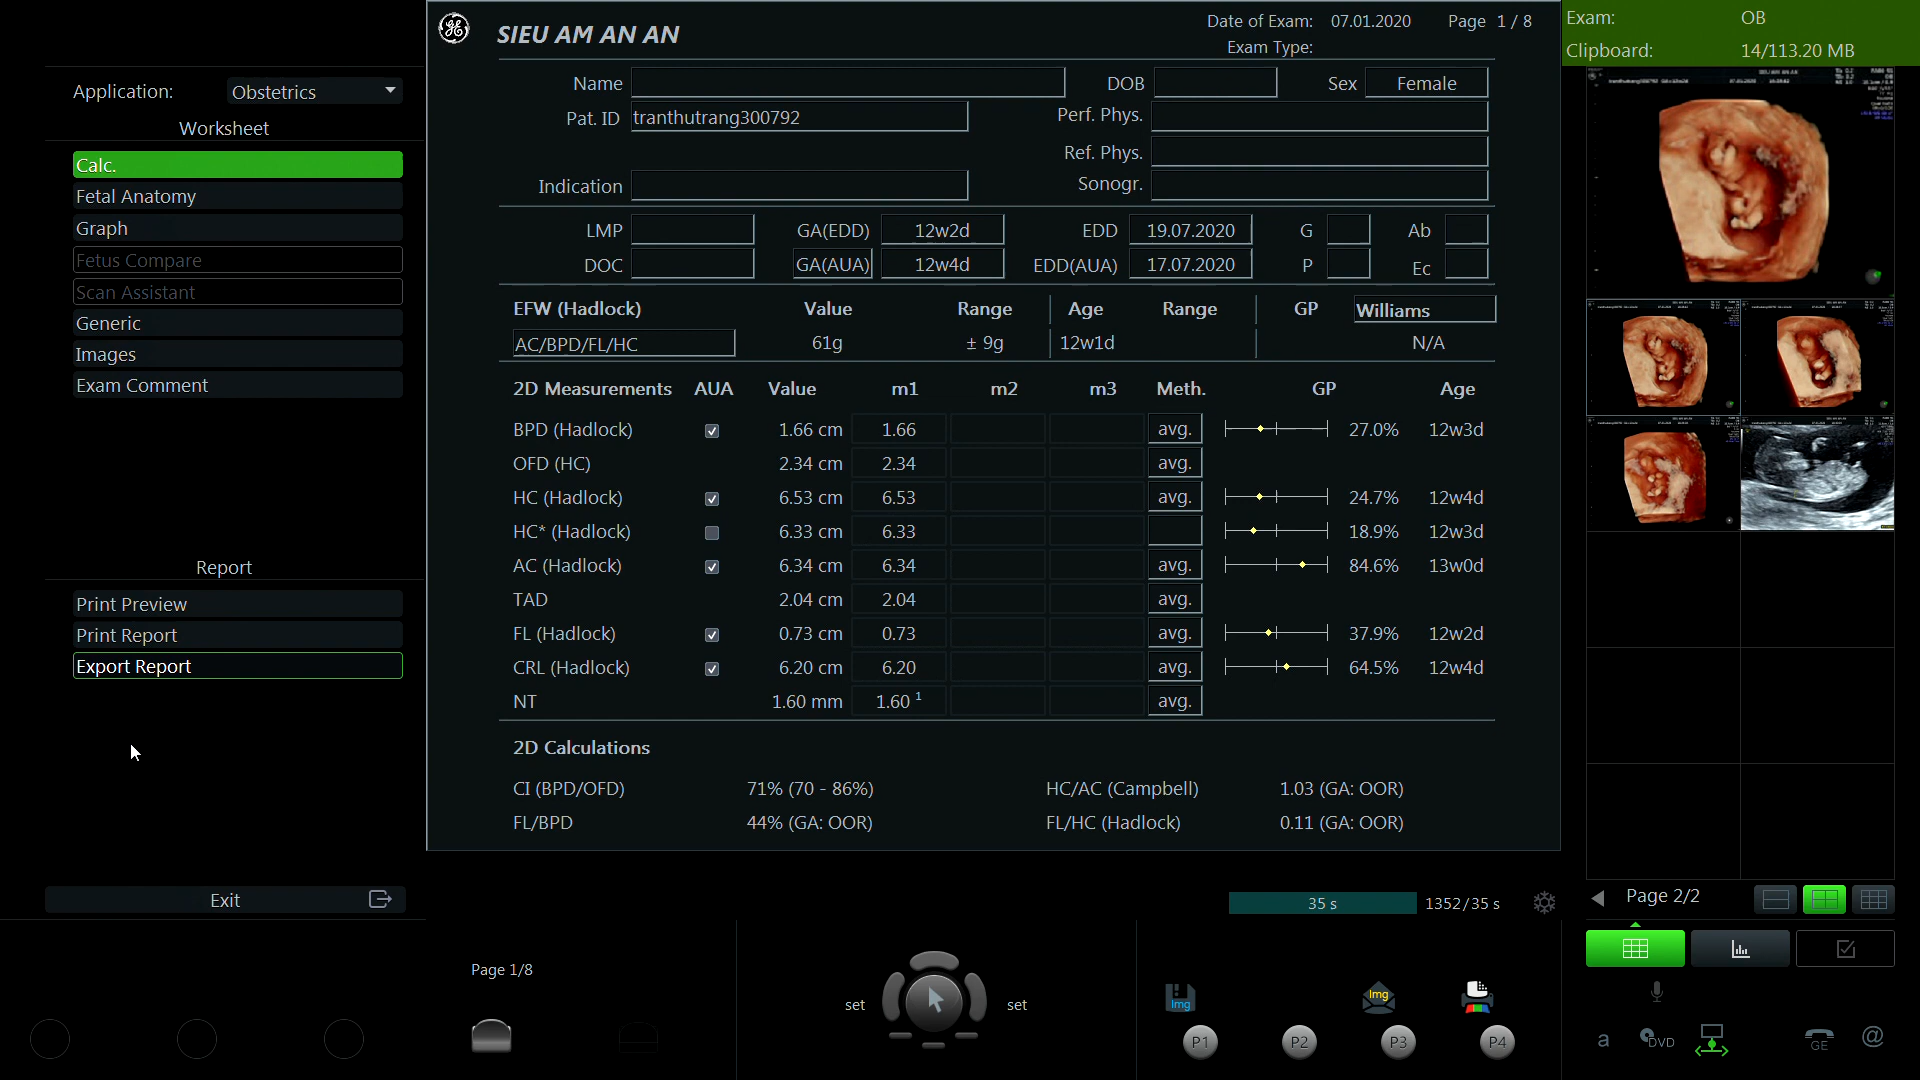 Application: Obstetrics
Worksheet
Calc.
Fetal Anatomy
Graph
Fetus Compare
Scan Assistant
Generic
Images
Exam Comment
Report
Print Preview
Print Report
Export Report
Exit
SIEU AM AN AN
Date of Exam: 07.01.2020 Page 1 / 8
Exam Type:
Name DOB Sex Female
Pat. ID tranthutrang300792 Perf. Phys.
Ref. Phys.
Indication Sonogr.
LMP GA(EDD) 12w2d EDD 19.07.2020 G Ab
DOC GA(AUA) 12w4d EDD(AUA) 17.07.2020 P Ec
EFW (Hadlock) Value Range Age Range GP Williams
AC/BPD/FL/HC 61g ± 9g 12w1d N/A
2D Measurements AUA Value m1 m2 m3 Meth. GP Age
BPD (Hadlock) 1.66 cm 1.66 avg. 27.0% 12w3d
OFD (HC) 2.34 cm 2.34 avg.
HC (Hadlock) 6.53 cm 6.53 avg. 24.7% 12w4d
HC* (Hadlock) 6.33 cm 6.33 18.9% 12w3d
AC (Hadlock) 6.34 cm 6.34 avg. 84.6% 13w0d
TAD 2.04 cm 2.04 avg.
FL (Hadlock) 0.73 cm 0.73 avg. 37.9% 12w2d
CRL (Hadlock) 6.20 cm 6.20 avg. 64.5% 12w4d
NT 1.60 mm 1.60 1 avg.
2D Calculations
CI (BPD/OFD) 71% (70 - 86%) HC/AC (Campbell) 1.03 (GA: OOR)
FL/BPD 44% (GA: OOR) FL/HC (Hadlock) 0.11 (GA: OOR)
35 s 1352/35 s
Page 1/8
set set
Img Img
P1 P2 P3 P4
Exam: OB
Clipboard: 14/113.20 MB
Page 2/2
a DVD GE @